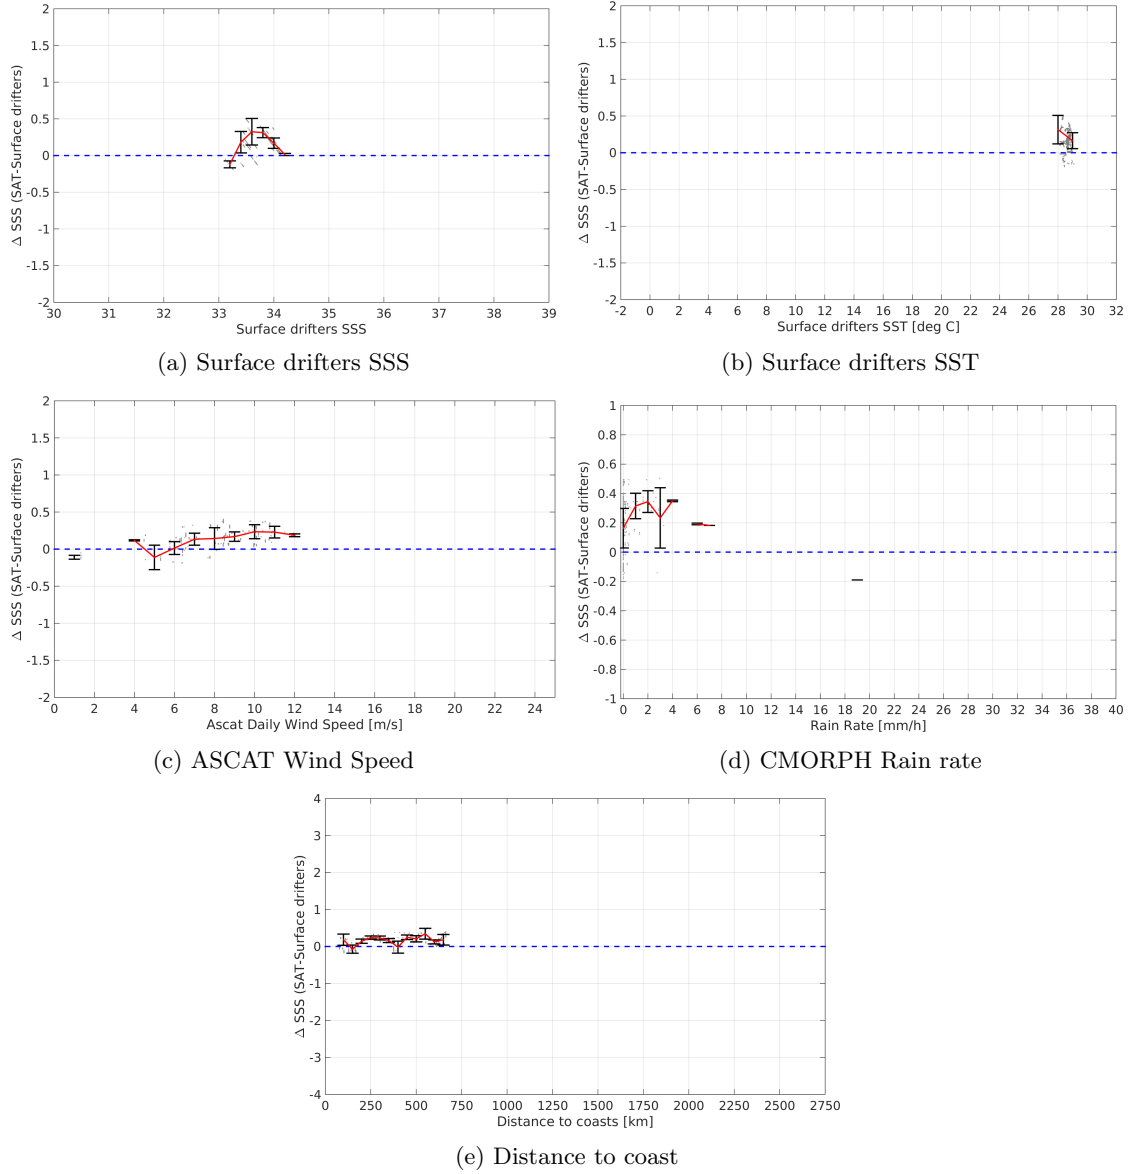 2
1.5
1
0.5
0
-0.5
-1
-1.5
-2
30 31 32 33 34 35 36 37 38 39
Δ SSS (SAT-Surface drifters)
Surface drifters SSS
(a) Surface drifters SSS
2
1.5
1
0.5
0
-0.5
-1
-1.5
-2
-2 0 2 4 6 8 10 12 14 16 18 20 22 24 26 28 30 32
Δ SSS (SAT-Surface drifters)
Surface drifters SST [deg C]
(b) Surface drifters SST
2
1.5
1
0.5
0
-0.5
-1
-1.5
-2
0 2 4 6 8 10 12 14 16 18 20 22 24
Δ SSS (SAT-Surface drifters)
Ascat Daily Wind Speed [m/s]
(c) ASCAT Wind Speed
1
0.8
0.6
0.4
0.2
0
-0.2
-0.4
-0.6
-0.8
-1
0 2 4 6 8 10 12 14 16 18 20 22 24 26 28 30 32 34 36 38 40
Δ SSS (SAT-Surface drifters)
Rain Rate [mm/h]
(d) CMORPH Rain rate
4
3
2
1
0
-1
-2
-3
-4
0 250 500 750 1000 1250 1500 1750 2000 2250 2500 2750
Δ SSS (SAT-Surface drifters)
Distance to coasts [km]
(e) Distance to coast